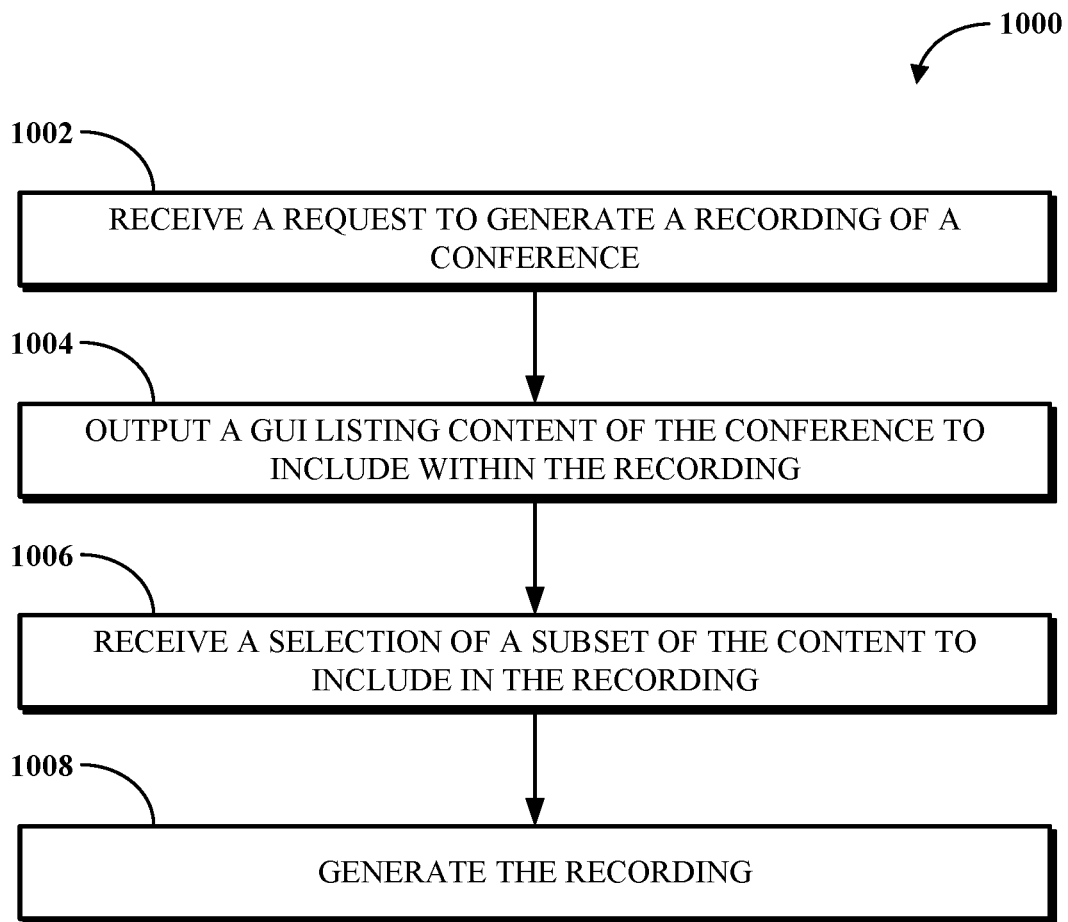 1000
1002
RECEIVE A REQUEST TO GENERATE A RECORDING OF A
CONFERENCE
1004
OUTPUT A GUI LISTING CONTENT OF THE CONFERENCE TO
INCLUDE WITHIN THE RECORDING
1006
RECEIVE A SELECTION OF A SUBSET OF THE CONTENT TO
INCLUDE IN THE RECORDING
1008
GENERATE THE RECORDING